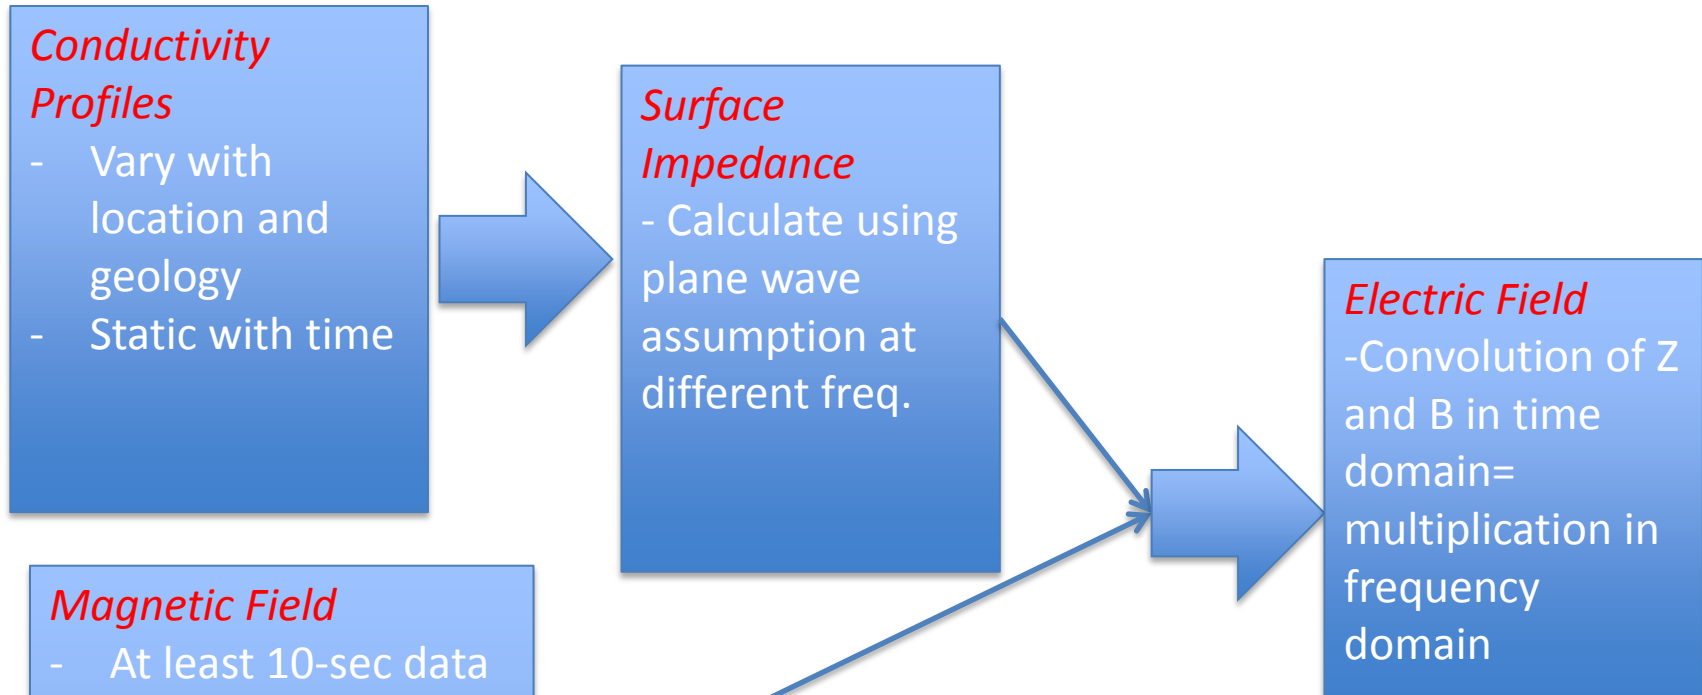 Conductivity
Profiles
- Vary with
location and
geology
- Static with time
Surface
Impedance
- Calculate using
plane wave
assumption at
different freq.
Electric Field
-Convolution of Z
and B in time
domain=
multiplication in
frequency
domain
Magnetic Field
- At least 10-sec data